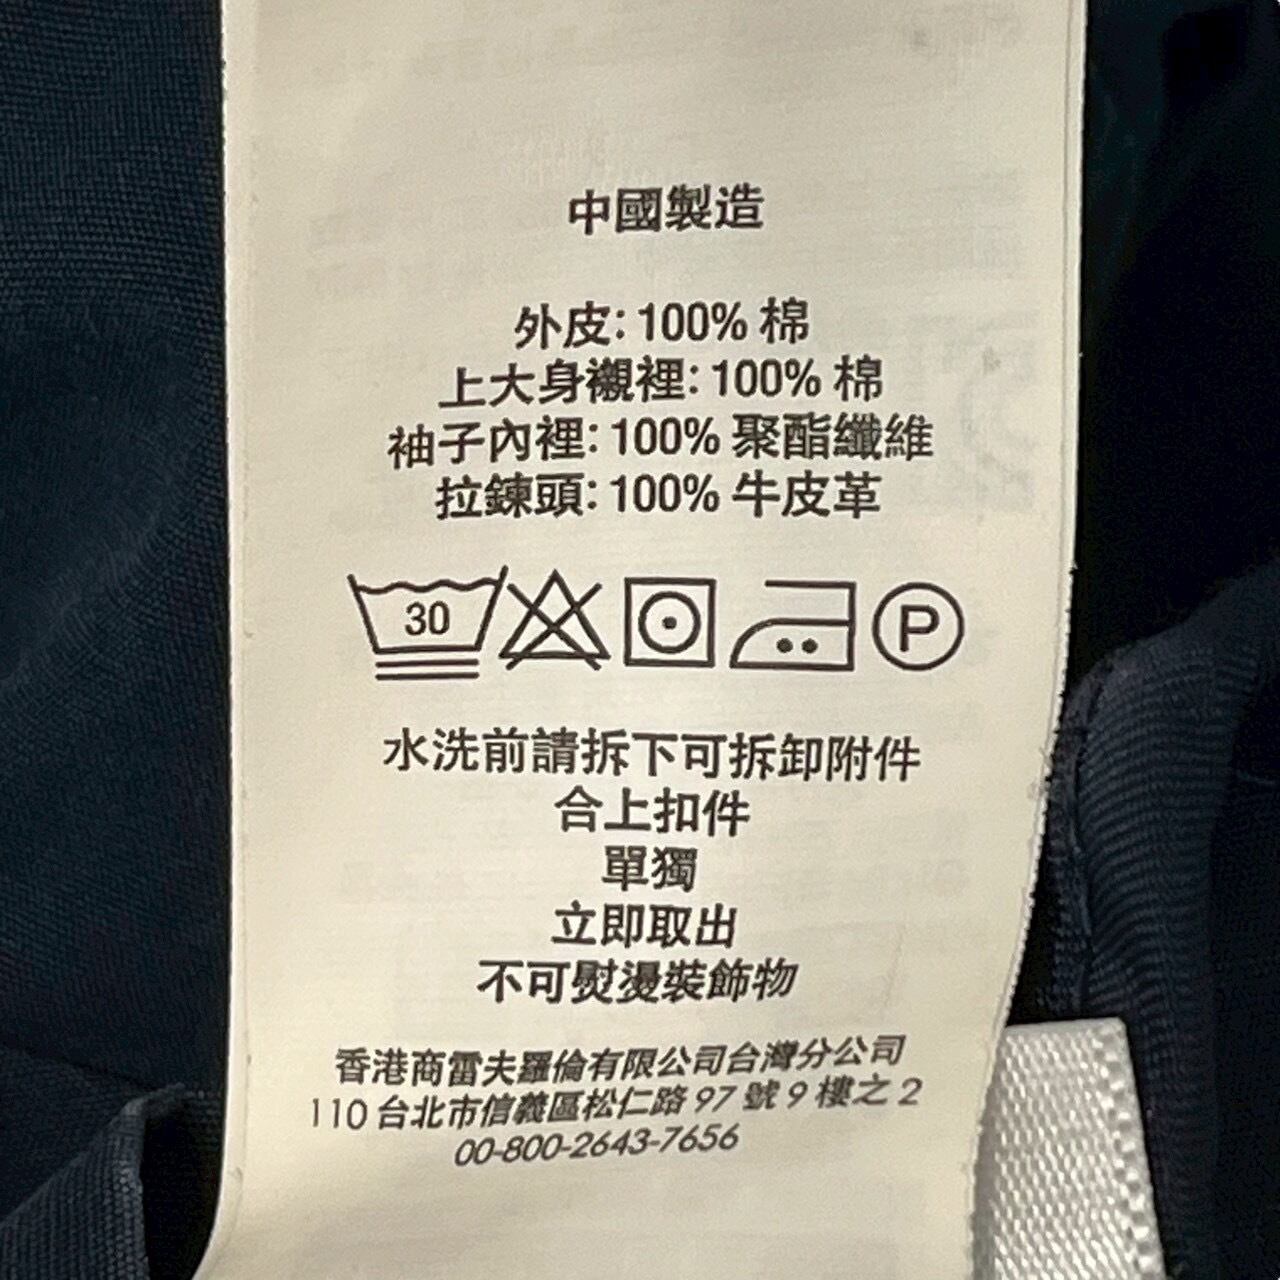 中國製造
外皮: 100% 棉
上大身襯裡: 100% 棉
袖子內裡: 100% 聚酯纖維
拉鍊頭: 100% 牛皮革
30
P
水洗前請拆下可拆卸附件
合上扣件
單獨
立即取出
不可熨燙裝飾物
香港商雷夫羅倫有限公司台灣分公司
110 台北市信義區松仁路 97 號 9 樓之 2
00-800-2643-7656